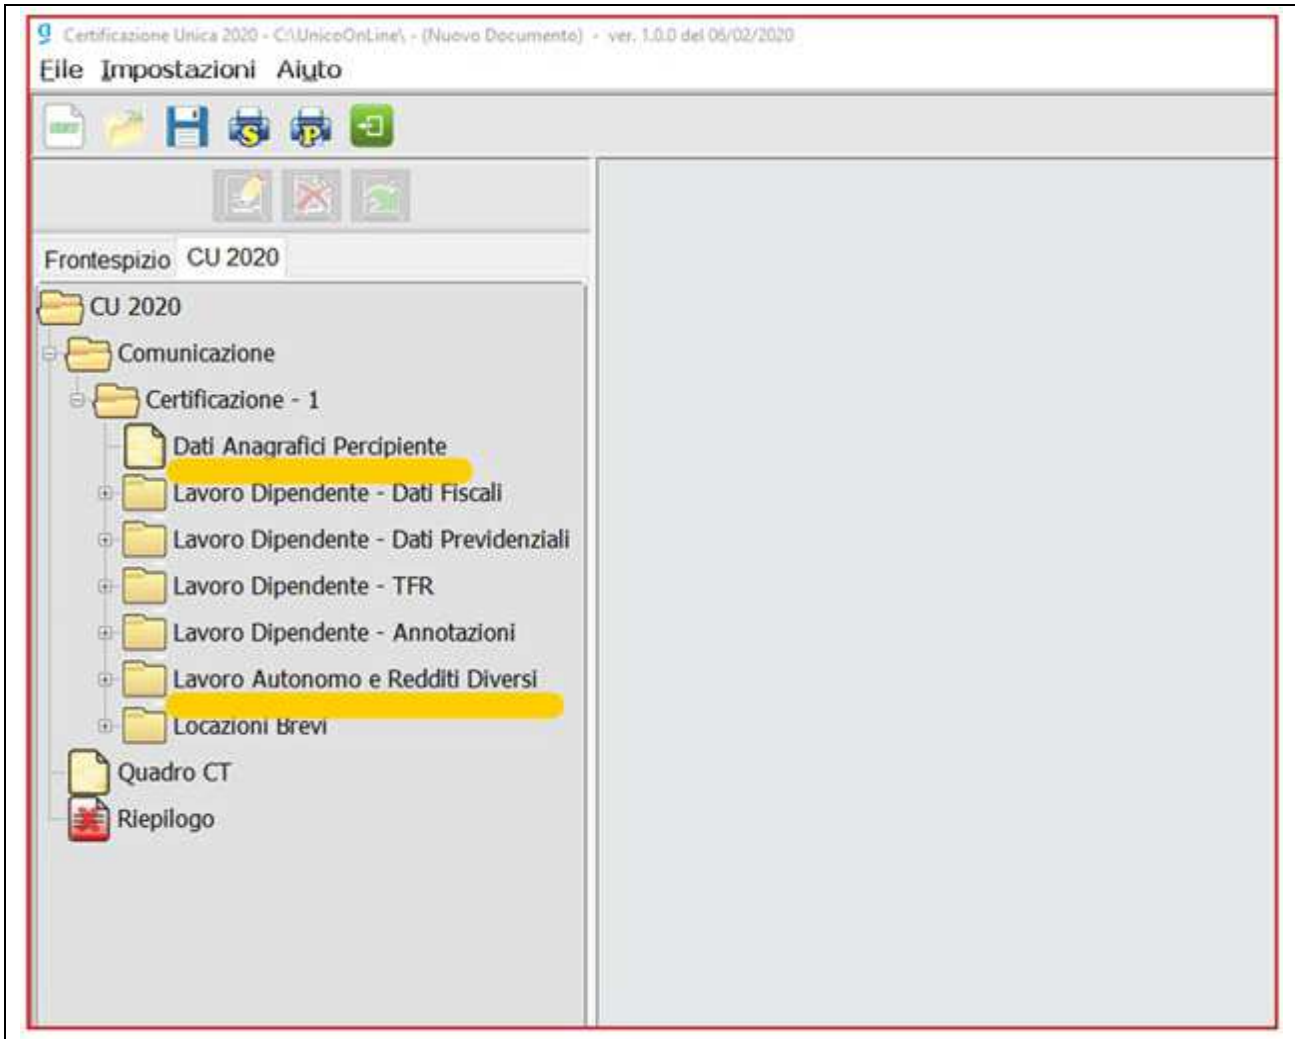 Certificazione Unica 2020 - C:\UnicoOnLine\ - (Nuovo Documento) - ver. 1.0.0 del 06/02/2020
File Impostazioni Aiuto
S P
Frontespizio CU 2020
CU 2020
Comunicazione
Certificazione - 1
Dati Anagrafici Percipiente
Lavoro Dipendente - Dati Fiscali
Lavoro Dipendente - Dati Previdenziali
Lavoro Dipendente - TFR
Lavoro Dipendente - Annotazioni
Lavoro Autonomo e Redditi Diversi
Locazioni Brevi
Quadro CT
Riepilogo